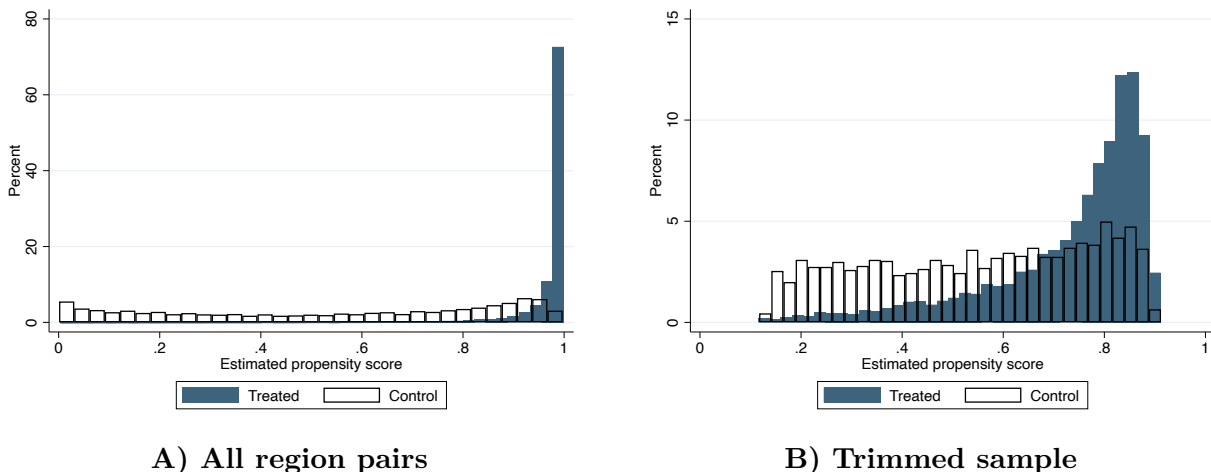 80
60
40
20
0
Percent
0 .2 .4 .6 .8 1
Estimated propensity score
Treated Control
A) All region pairs
15
10
5
0
Percent
0 .2 .4 .6 .8 1
Estimated propensity score
Treated Control
B) Trimmed sample